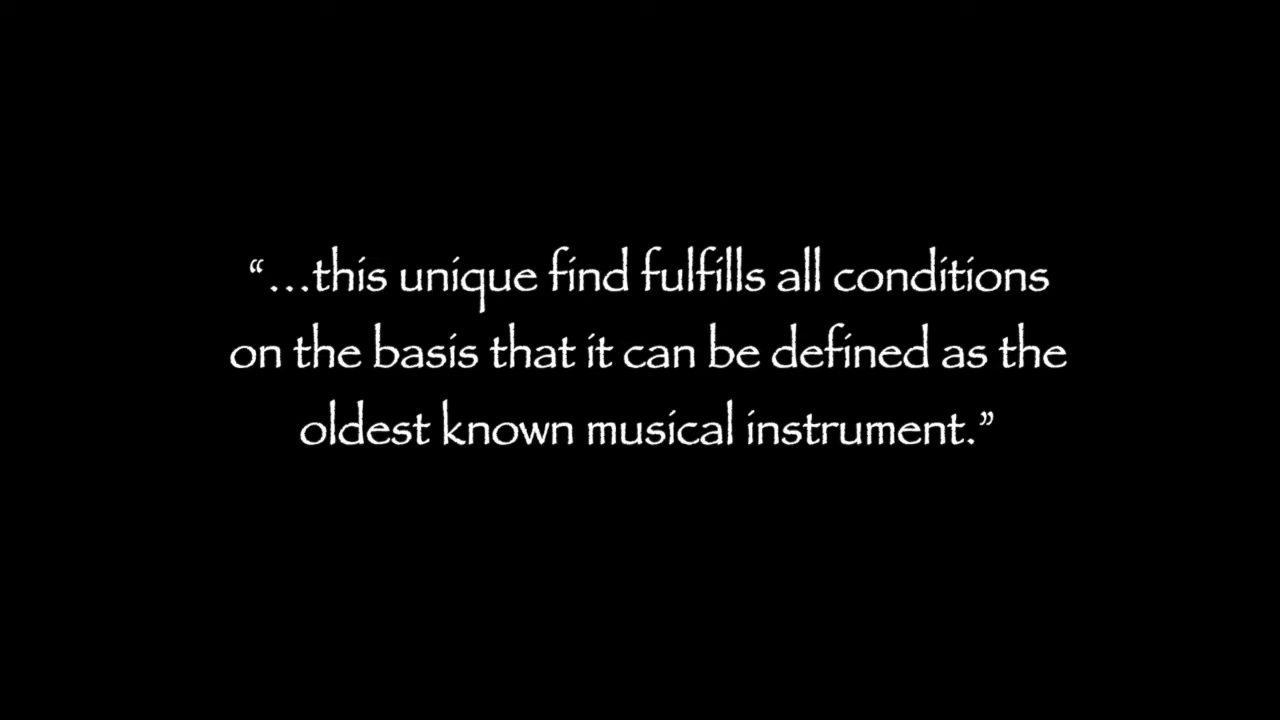 “...this unique find fulfills all conditions
on the basis that it can be defined as the
oldest known musical instrument.”